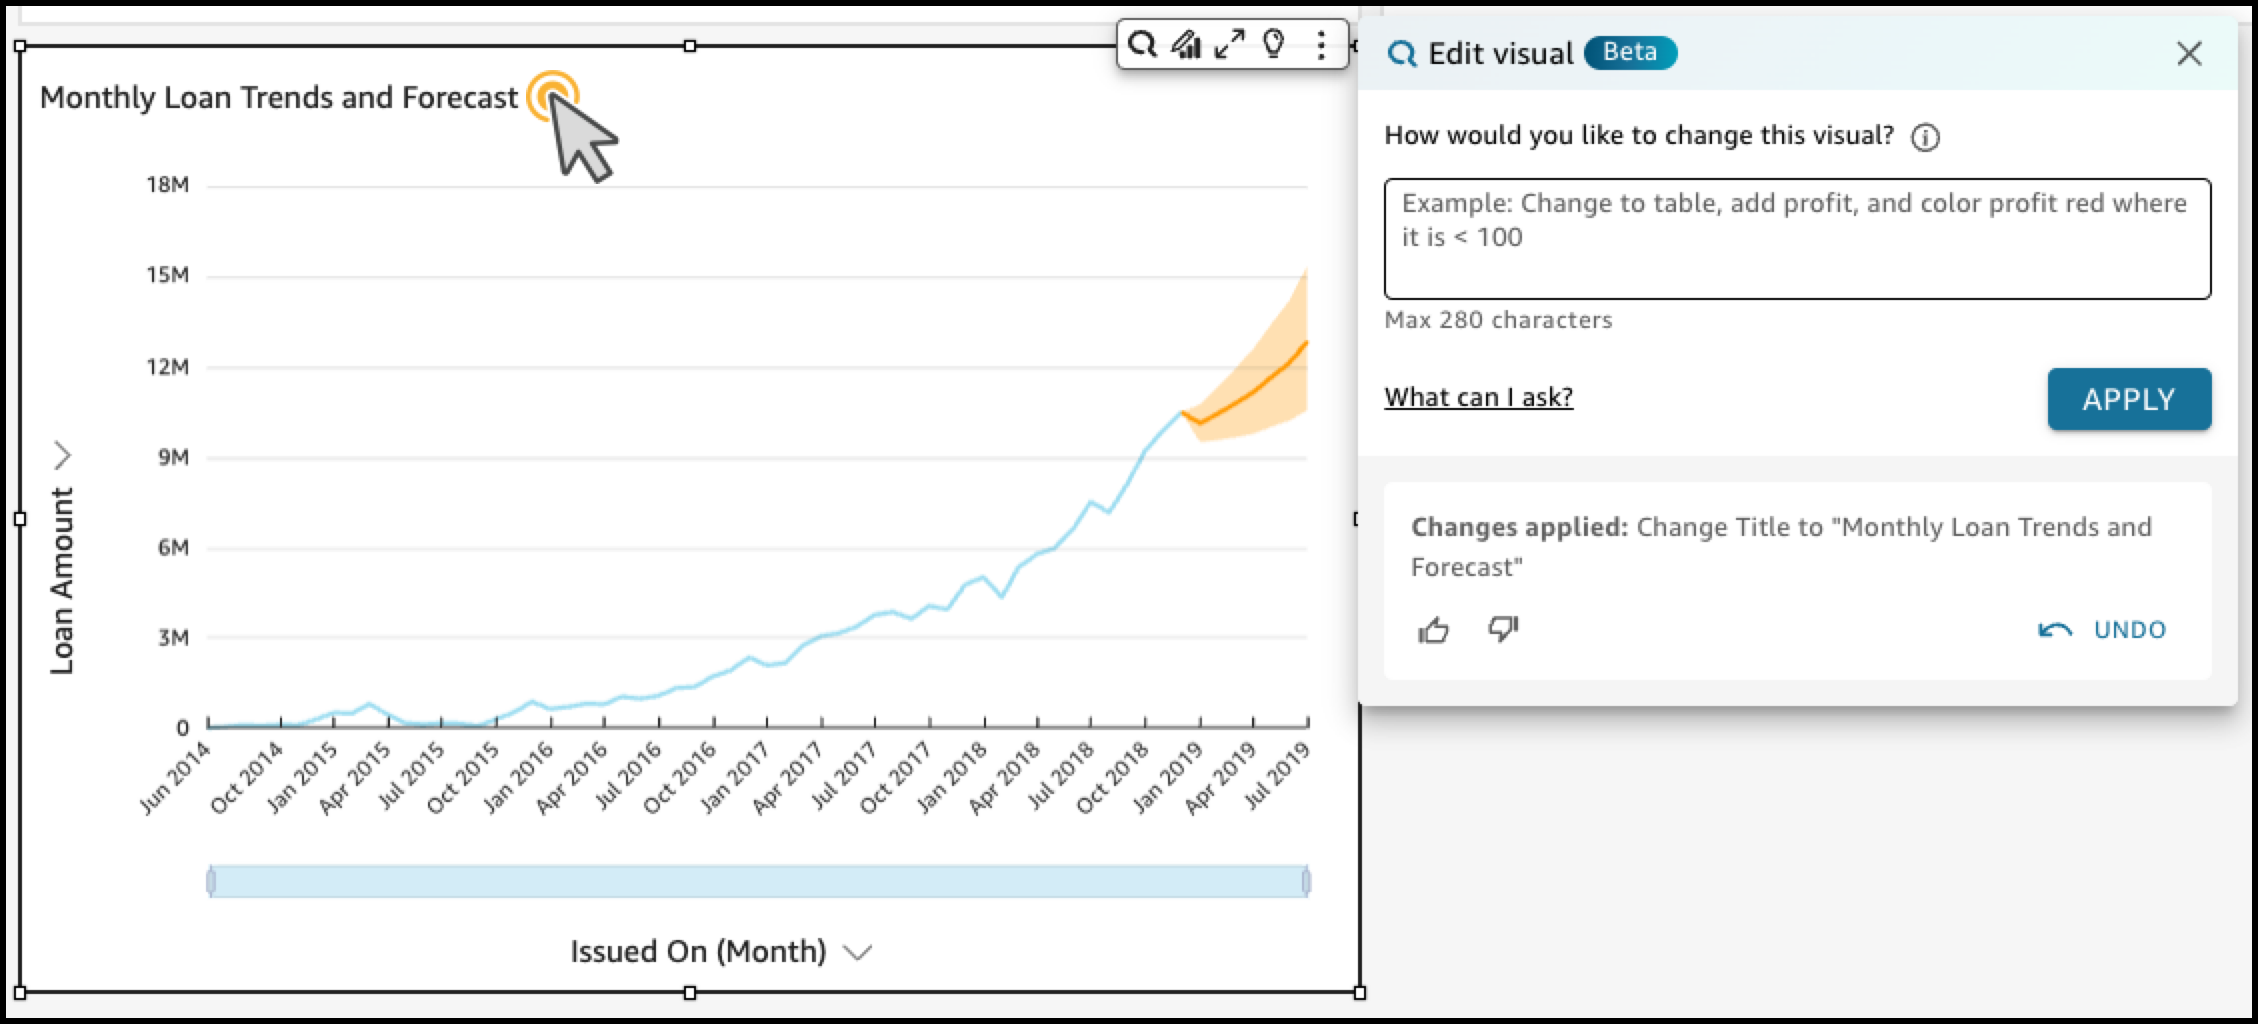 Monthly Loan Trends and Forecast
18M
15M
12M
9M
6M
3M
0
Loan Amount
Jun 2014
Oct 2014
Jan 2015
Apr 2015
Jul 2015
Oct 2015
Jan 2016
Apr 2016
Jul 2016
Oct 2016
Jan 2017
Apr 2017
Jul 2017
Oct 2017
Jan 2018
Apr 2018
Jul 2018
Oct 2018
Jan 2019
Apr 2019
Jul 2019
Issued On (Month)
Edit visual Beta
How would you like to change this visual?
Example: Change to table, add profit, and color profit red where
it is < 100
Max 280 characters
What can I ask?
APPLY
Changes applied: Change Title to "Monthly Loan Trends and
Forecast"
UNDO